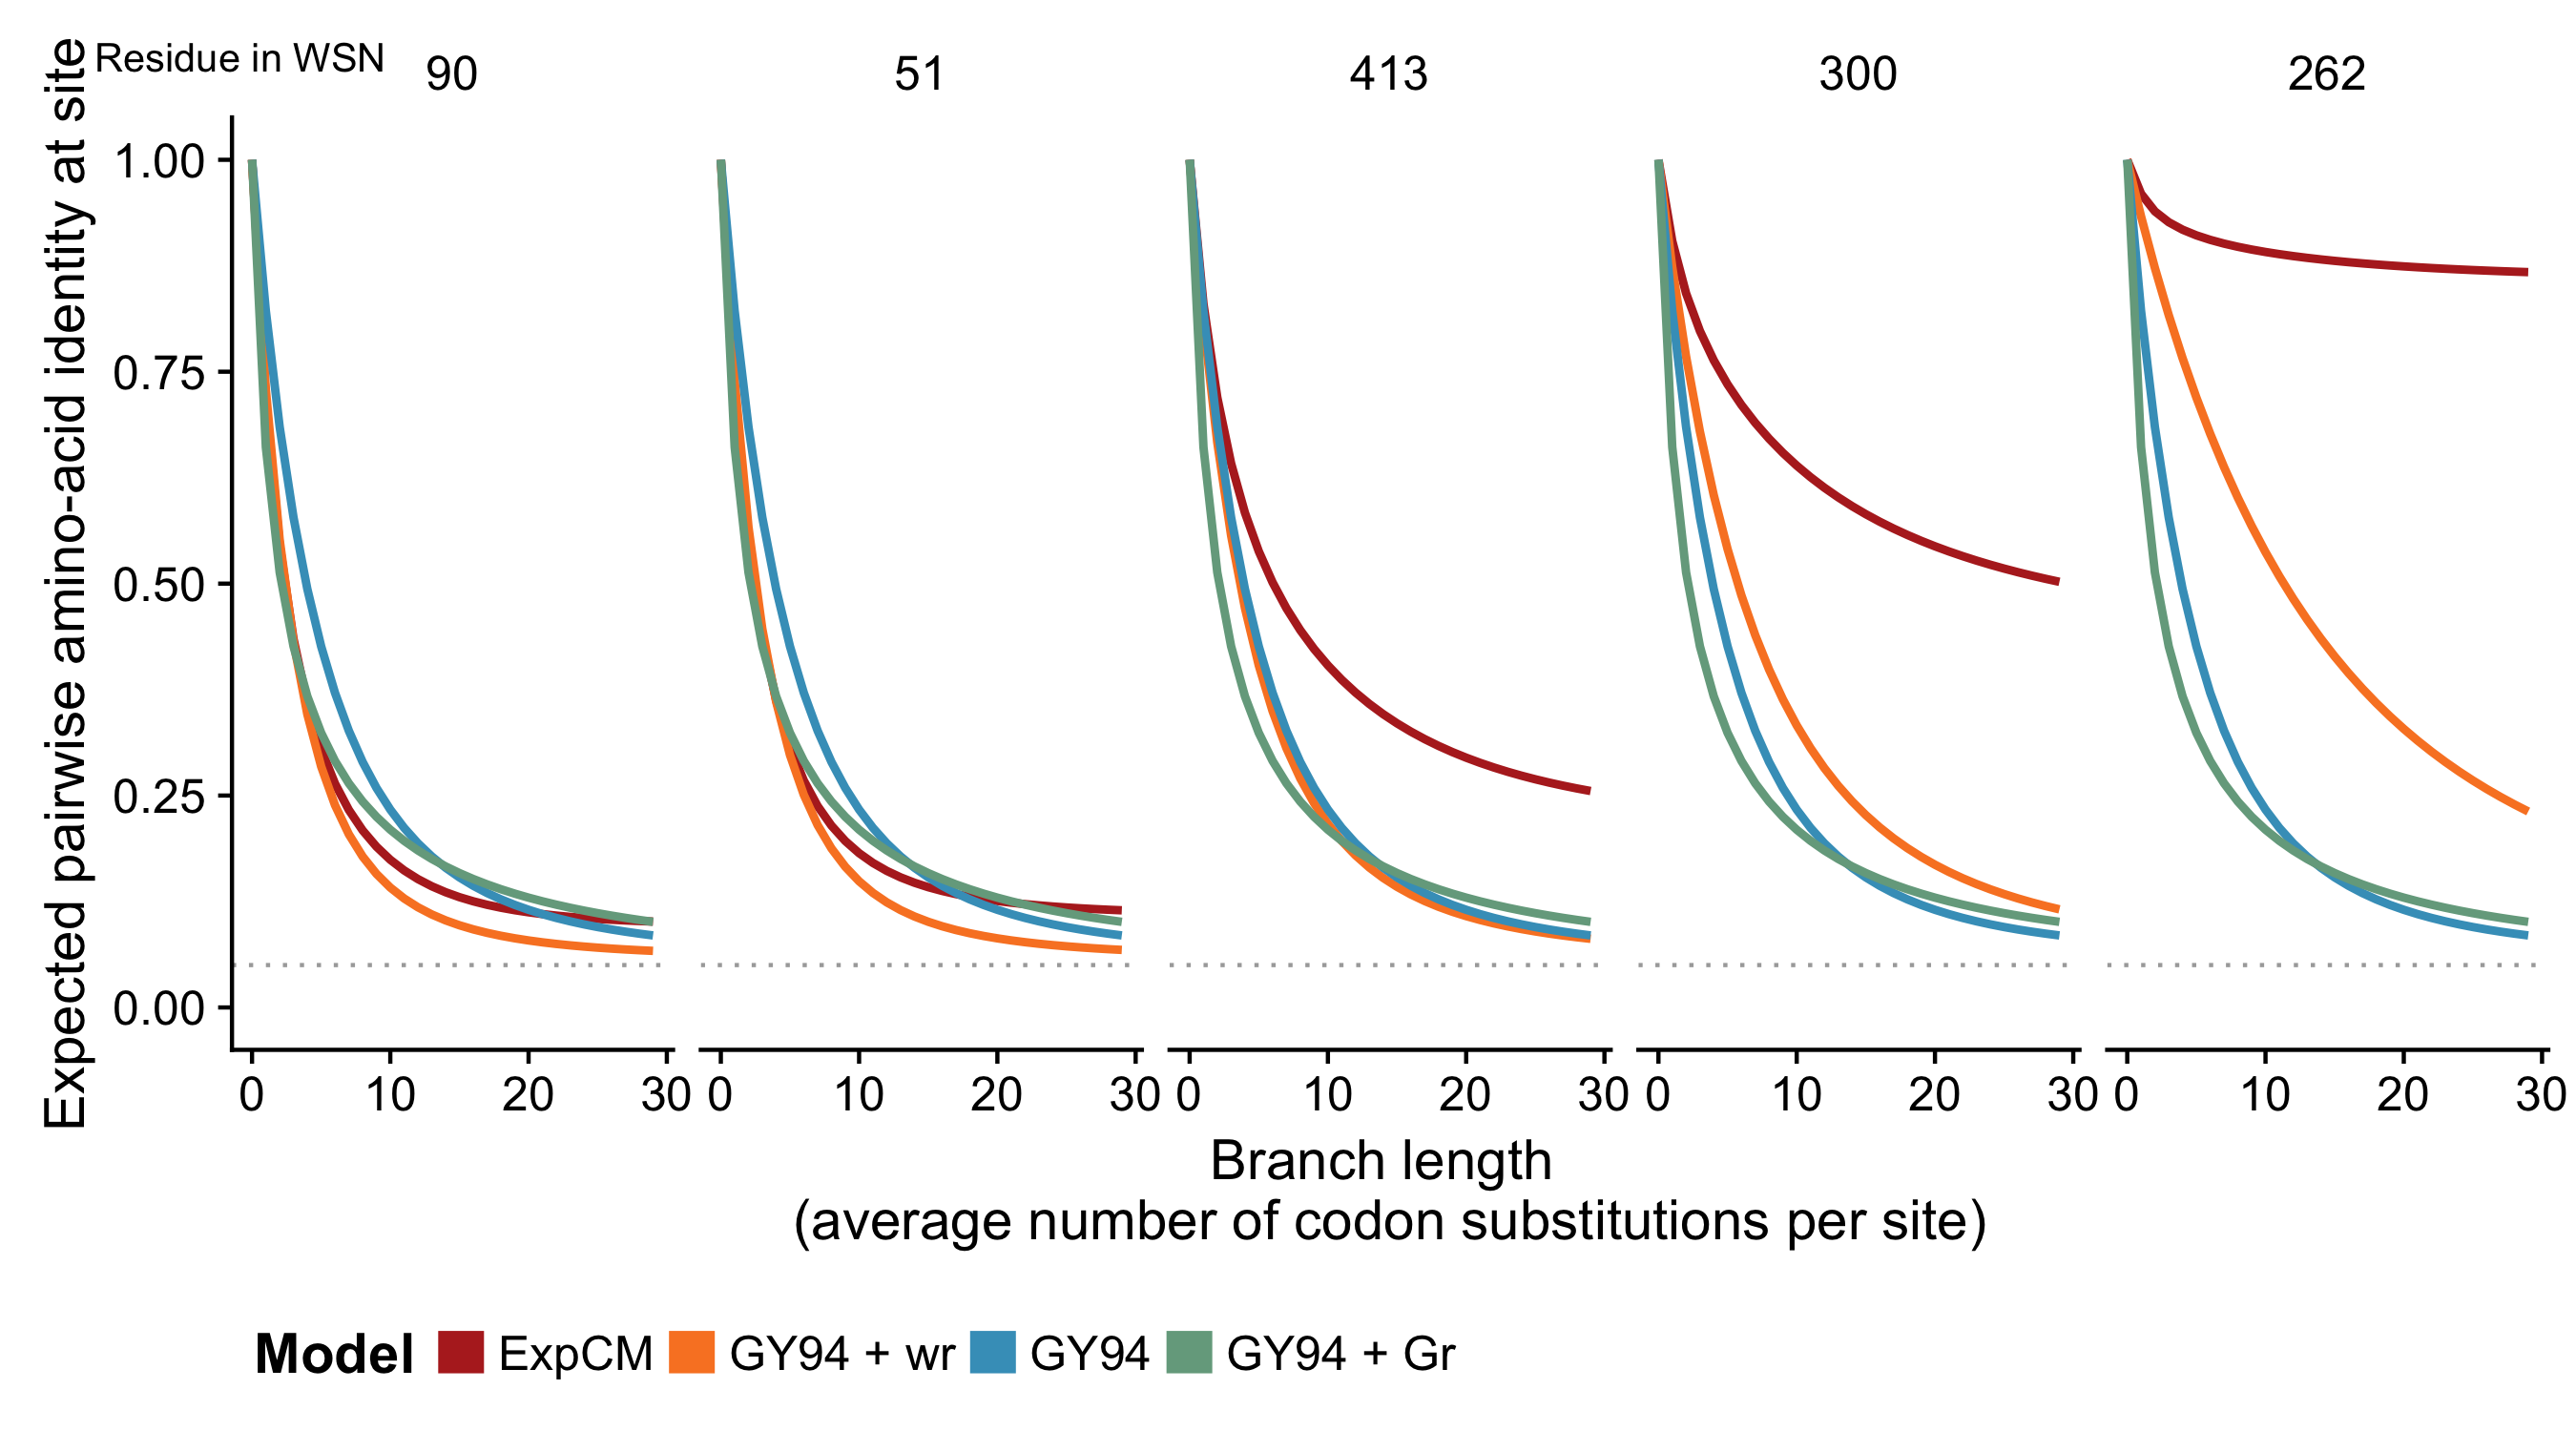 Residue in WSN
90 51 413 300 262
Expected pairwise amino-acid identity at site
1.00
0.75
0.50
0.25
0.00
0 10 20 30 0 10 20 30 0 10 20 30 0 10 20 30 0 10 20 30
Branch length
(average number of codon substitutions per site)
Model ExpCM GY94 + wr GY94 GY94 + Gr